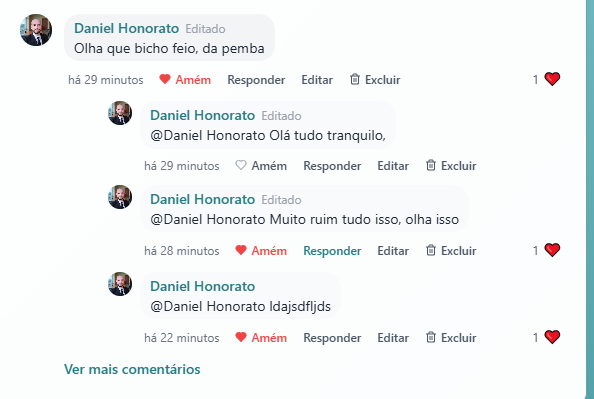 Daniel Honorato Editado
Olha que bicho feio, da pemba
há 29 minutos Amém Responder Editar Excluir 1
Daniel Honorato Editado
@Daniel Honorato Olá tudo tranquilo,
há 29 minutos Amém Responder Editar Excluir
Daniel Honorato Editado
@Daniel Honorato Muito ruim tudo isso, olha isso
há 28 minutos Amém Responder Editar Excluir 1
Daniel Honorato
@Daniel Honorato ldajsdfljds
há 22 minutos Amém Responder Editar Excluir 1
Ver mais comentários